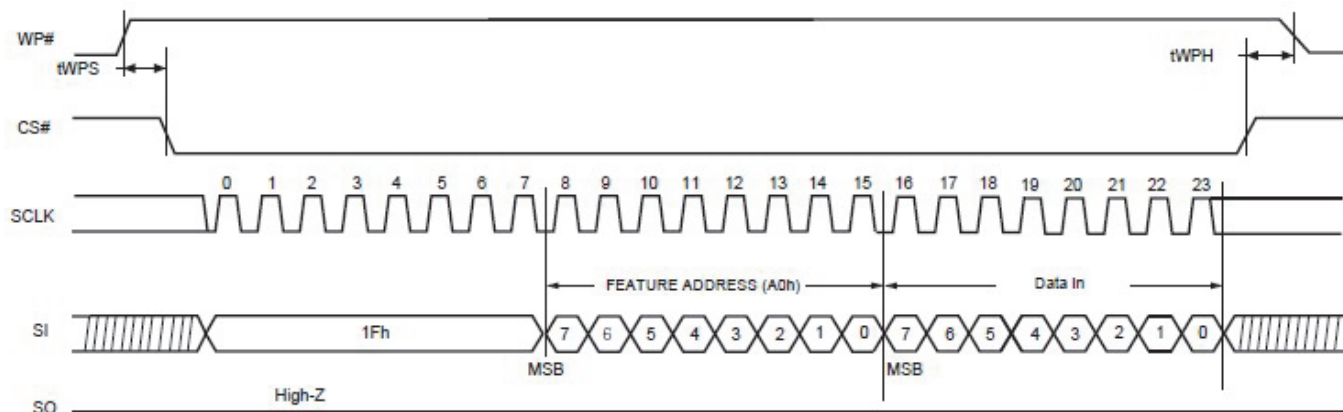 WP#
tWPS
tWPH
CS#
0 1 2 3 4 5 6 7 8 9 10 11 12 13 14 15 16 17 18 19 20 21 22 23
SCLK
FEATURE ADDRESS (A0h)
Data In
SI
1Fh
7 6 5 4 3 2 1 0 7 6 5 4 3 2 1 0
MSB
MSB
High-Z
SO